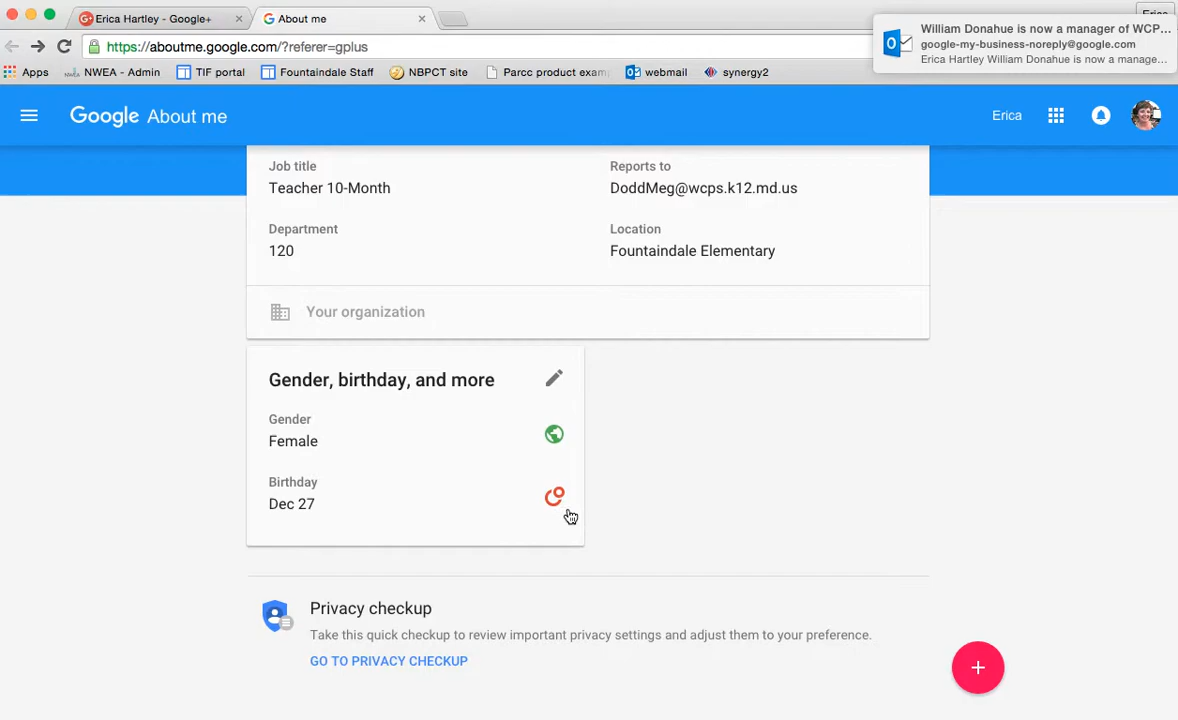 Erica Hartley - Google+
About me
Erica
William Donahue is now a manager of WCP...
google-my-business-noreply@google.com
Erica Hartley William Donahue is now a manage...
https://aboutme.google.com/?referer=gplus
Apps
NWEA - Admin
TIF portal
Fountaindale Staff
NBPCT site
Parcc product exam
webmail
synergy2
Google About me
Erica
Job title
Teacher 10-Month
Reports to
DoddMeg@wcps.k12.md.us
Department
120
Location
Fountaindale Elementary
Your organization
Gender, birthday, and more
Gender
Female
Birthday
Dec 27
Privacy checkup
Take this quick checkup to review important privacy settings and adjust them to your preference.
GO TO PRIVACY CHECKUP